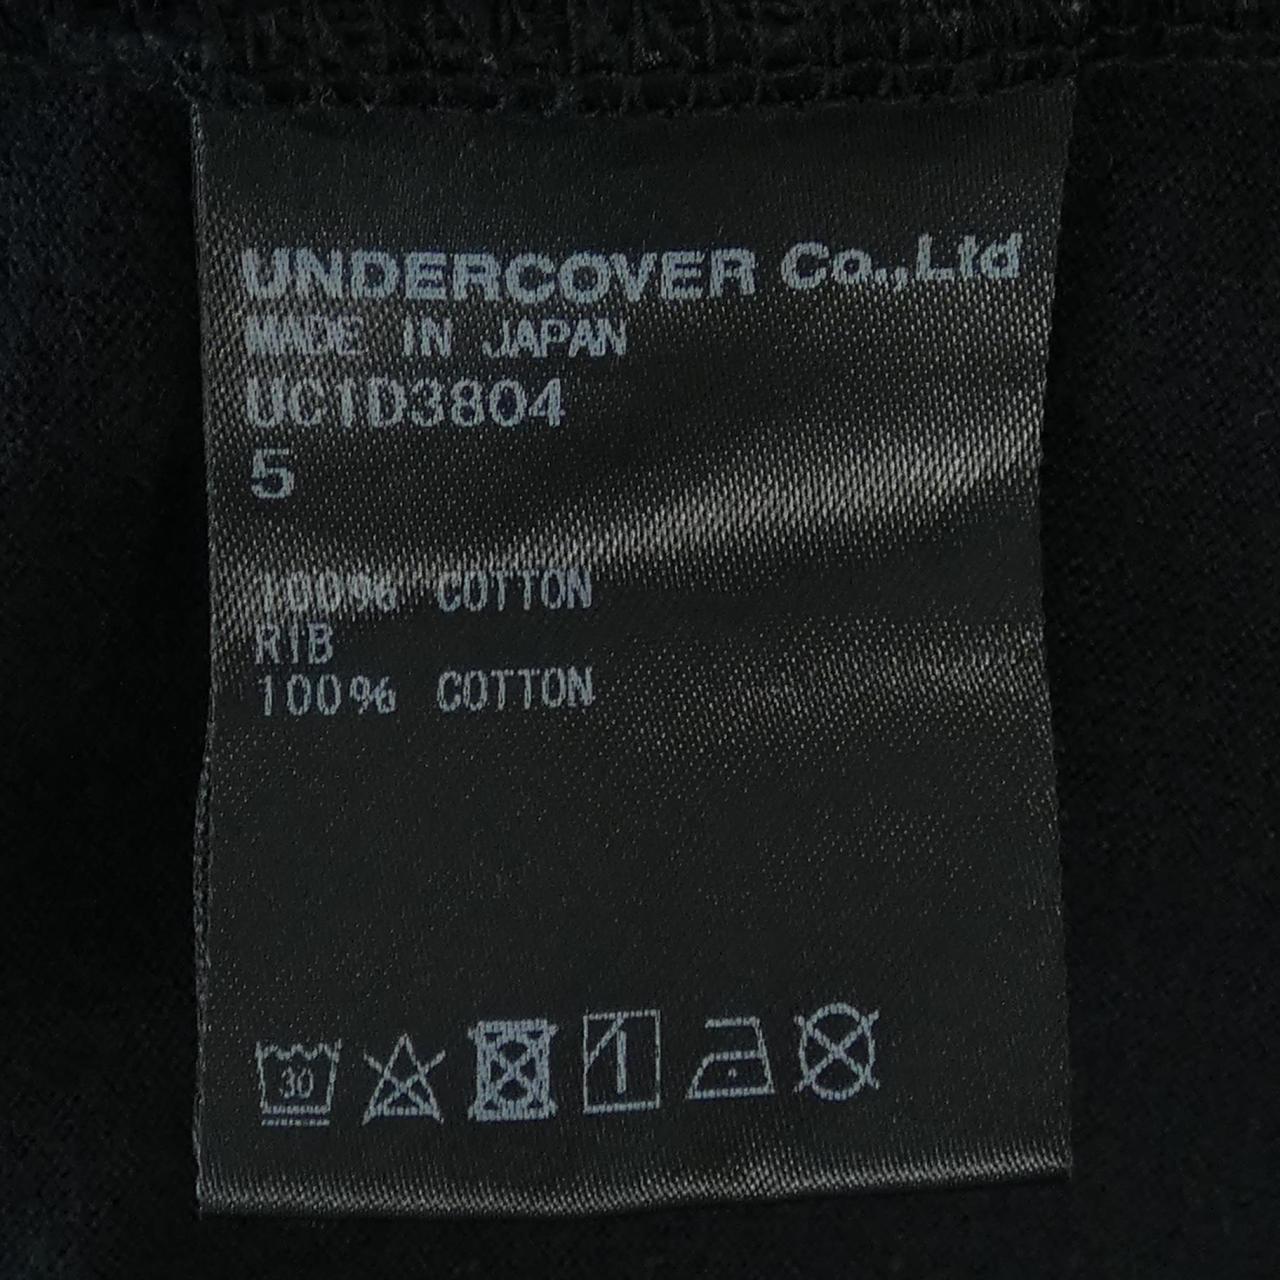 UNDERCOVER Co.,Ltd
MADE IN JAPAN
UC1D3804
5
100% COTTON
RIB
100% COTTON
30